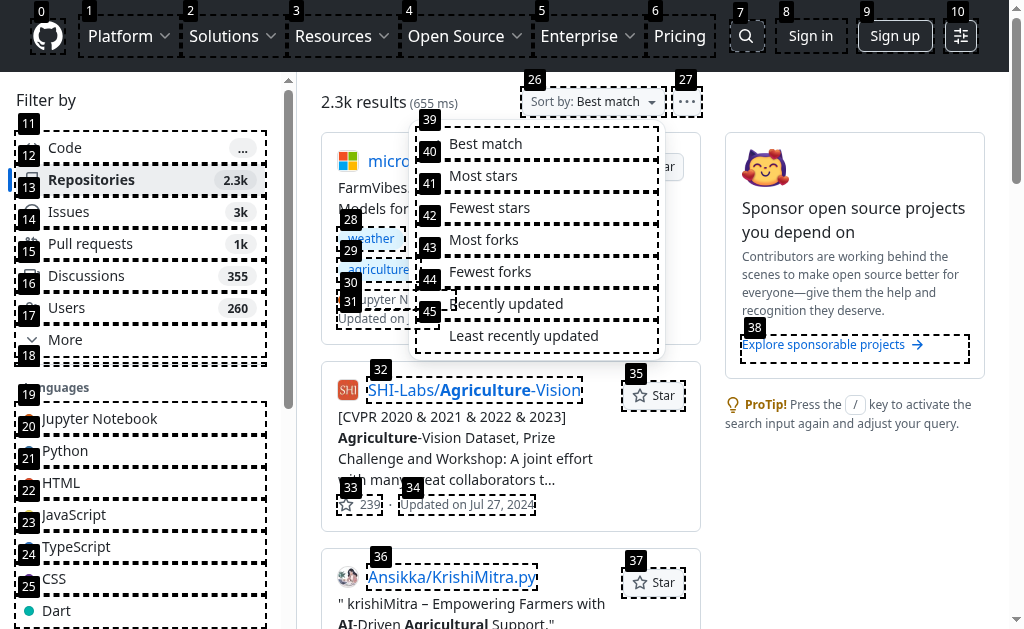 0
1
2
3
4
5
6
7
8
9
10
Platform
Solutions
Resources
Open Source
Enterprise
Pricing
Sign in
Sign up
Filter by
11
Code
...
12
Repositories
2.3k
13
Issues
3k
14
Pull requests
1k
15
Discussions
355
16
Users
260
17
More
18
19
Jupyter Notebook
20
Python
21
HTML
22
JavaScript
23
TypeScript
24
CSS
25
Dart
26
27
2.3k results (655 ms)
Sort by: Best match
...
39
Best match
40
Most stars
41
Fewest stars
42
Most forks
43
Fewest forks
44
Recently updated
45
Least recently updated
Models for
28
weather
29
agriculture
30
31
Updated on
32
35
SHI
SHI-Labs/Agriculture-Vision
Star
[CVPR 2020 & 2021 & 2022 & 2023]
Agriculture-Vision Dataset, Prize
Challenge and Workshop: A joint effort
with many great collaborators t...
33
34
239 · Updated on Jul 27, 2024
36
37
Ansikka/KrishiMitra.py
Star
" krishiMitra – Empowering Farmers with
AI-Driven Agricultural Support."
Sponsor open source projects
you depend on
Contributors are working behind the
scenes to make open source better for
everyone—give them the help and
recognition they deserve.
38
Explore sponsorable projects →
ProTip! Press the / key to activate the
search input again and adjust your query.